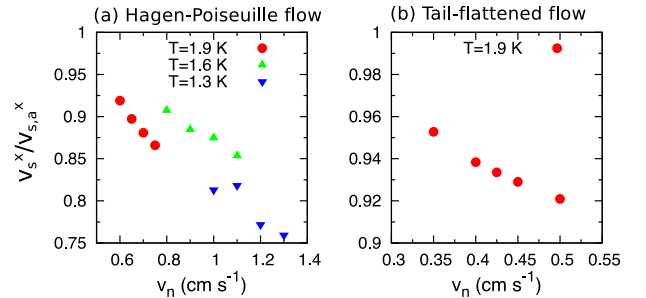 (a) Hagen-Poiseuille flow
(b) Tail-flattened flow
T=1.9 K
T=1.6 K
T=1.3 K
T=1.9 K
v_s^x/v_{s,a}^x
1
0.95
0.9
0.85
0.8
0.75
0.6 0.8 1 1.2 1.4
v_n (cm s^{-1})
1
0.98
0.96
0.94
0.92
0.9
0.3 0.35 0.4 0.45 0.5 0.55
v_n (cm s^{-1})